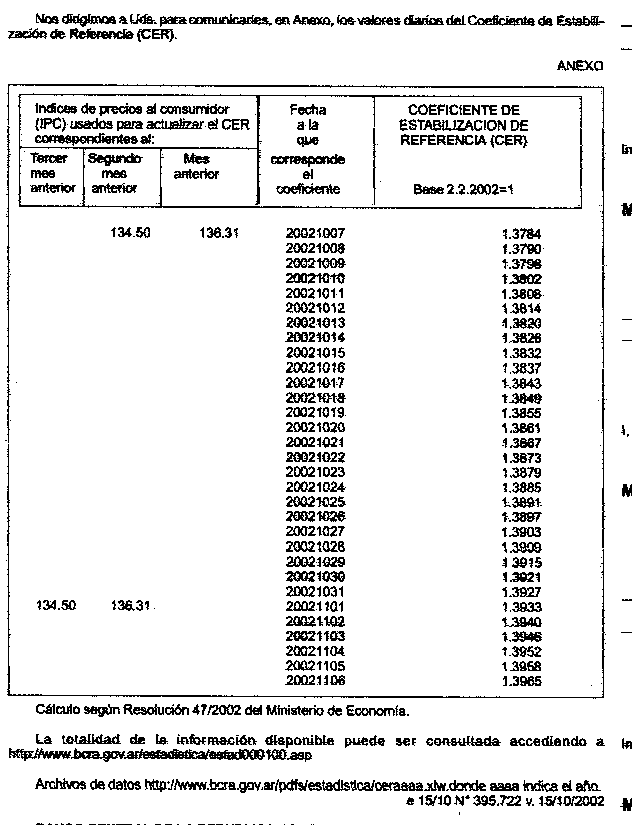 Nos dirigimos a Uds. para comunicarles, en Anexo, los valores diarios del Coeficiente de Estabili-
zación de Referencia (CER).
ANEXO
Indices de precios al consumidor
(IPC) usados para actualizar el CER
correspondientes al:
Tercer mes anterior
Segundo mes anterior
Mes anterior
Fecha
a la
que
corresponde
el
coeficiente
COEFICIENTE DE
ESTABILIZACION DE
REFERENCIA (CER)
Base 2.2.2002=1
134.50 136.31 20021007 1.3784
20021008 1.3790
20021009 1.3796
20021010 1.3802
20021011 1.3808
20021012 1.3814
20021013 1.3820
20021014 1.3826
20021015 1.3832
20021016 1.3837
20021017 1.3843
20021018 1.3849
20021019 1.3855
20021020 1.3861
20021021 1.3867
20021022 1.3873
20021023 1.3879
20021024 1.3885
20021025 1.3891
20021026 1.3897
20021027 1.3903
20021028 1.3909
20021029 1.3915
20021030 1.3921
20021031 1.3927
134.50 136.31 20021101 1.3933
20021102 1.3940
20021103 1.3946
20021104 1.3952
20021105 1.3958
20021106 1.3965
Cálculo según Resolución 47/2002 del Ministerio de Economía.
La totalidad de la información disponible puede ser consultada accediendo a
http://www.bcra.gov.ar/estadistica/estad000100.asp
Archivos de datos http://www.bcra.gov.ar/pdfs/estadistica/ceraaaa.xlw.donde aaaa indica el año.
e 15/10 N° 395.722 v. 15/10/2002